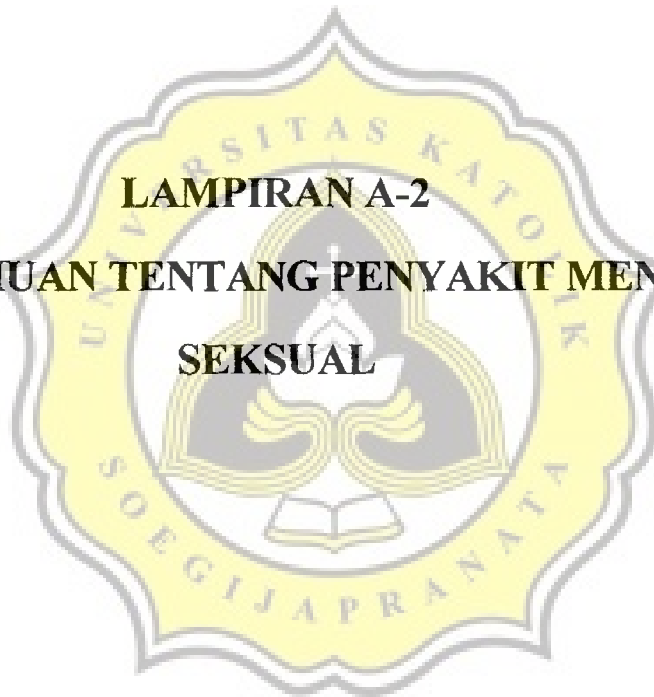 LAMPIRAN A-2
UAN TENTANG PENYAKIT MEN
SEKSUAL
UNIVERSITAS KATOLIK
SOEGIJAPRANATA